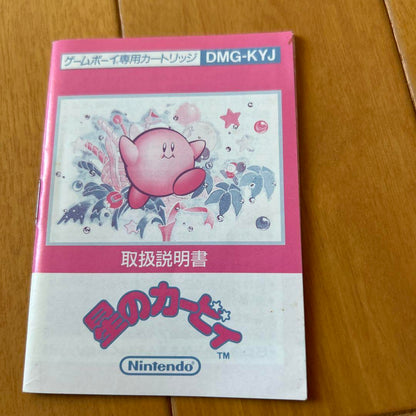 ゲームボーイ専用カートリッジ DMG-KYJ
取扱説明書
星のカービィ
TM
Nintendo